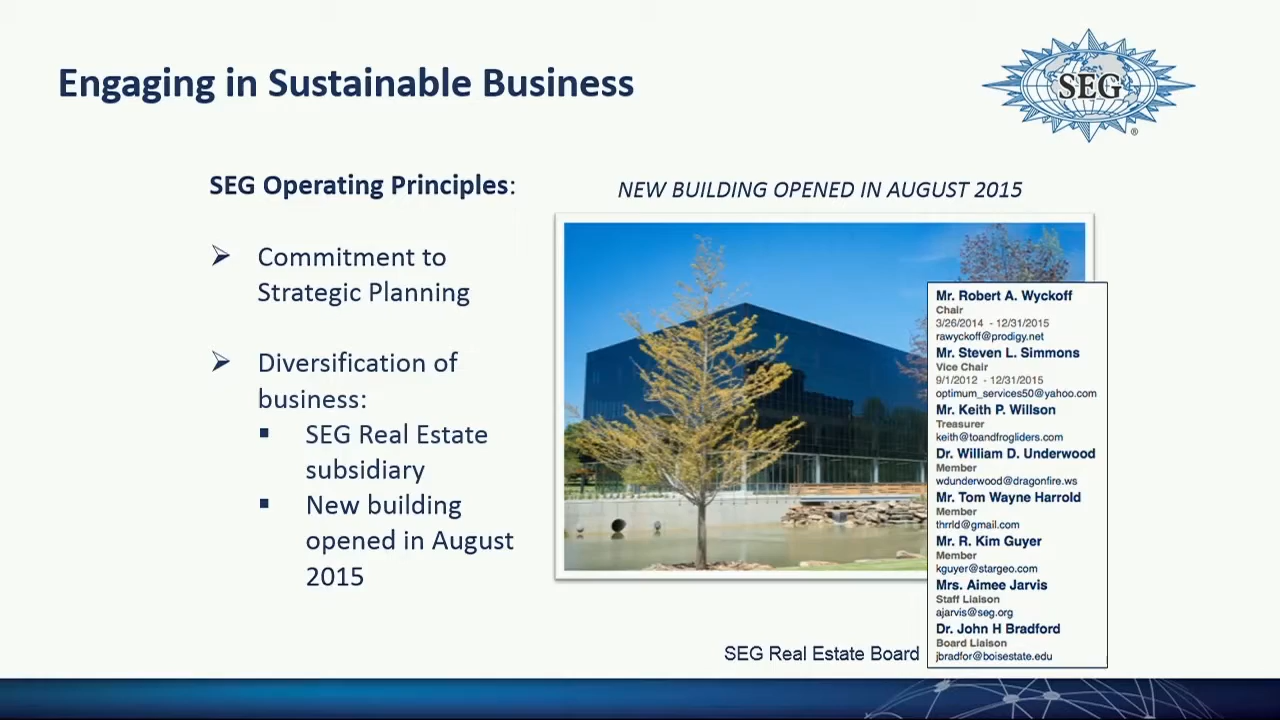 Engaging in Sustainable Business
SEG
®
SEG Operating Principles:
Commitment to
Strategic Planning
Diversification of
business:
SEG Real Estate
subsidiary
New building
opened in August
2015
NEW BUILDING OPENED IN AUGUST 2015
Mr. Robert A. Wyckoff
Chair
3/26/2014 - 12/31/2015
rawyckoff@prodigy.net
Mr. Steven L. Simmons
Vice Chair
9/1/2012 - 12/31/2015
optimum_services50@yahoo.com
Mr. Keith P. Willson
Treasurer
keith@toandfrogliders.com
Dr. William D. Underwood
Member
wdunderwood@dragonfire.ws
Mr. Tom Wayne Harrold
Member
thrrld@gmail.com
Mr. R. Kim Guyer
Member
kguyer@stargeo.com
Mrs. Aimee Jarvis
Staff Liaison
ajarvis@seg.org
Dr. John H Bradford
Board Liaison
jbradfor@boisestate.edu
SEG Real Estate Board